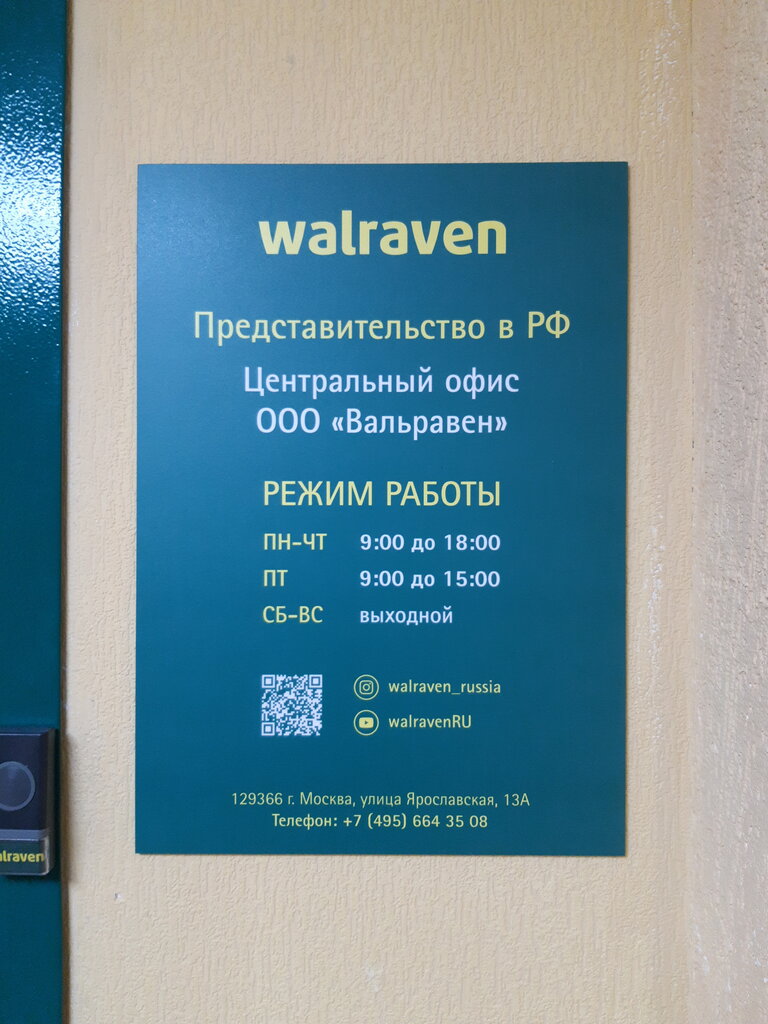 walraven
Представительство в РФ
Центральный офис
ООО «Вальравен»
РЕЖИМ РАБОТЫ
ПН-ЧТ 9:00 до 18:00
ПТ 9:00 до 15:00
СБ-ВС выходной
walraven_russia
walravenRU
129366 г. Москва, улица Ярославская, 13А
Телефон: +7 (495) 664 35 08
alraven